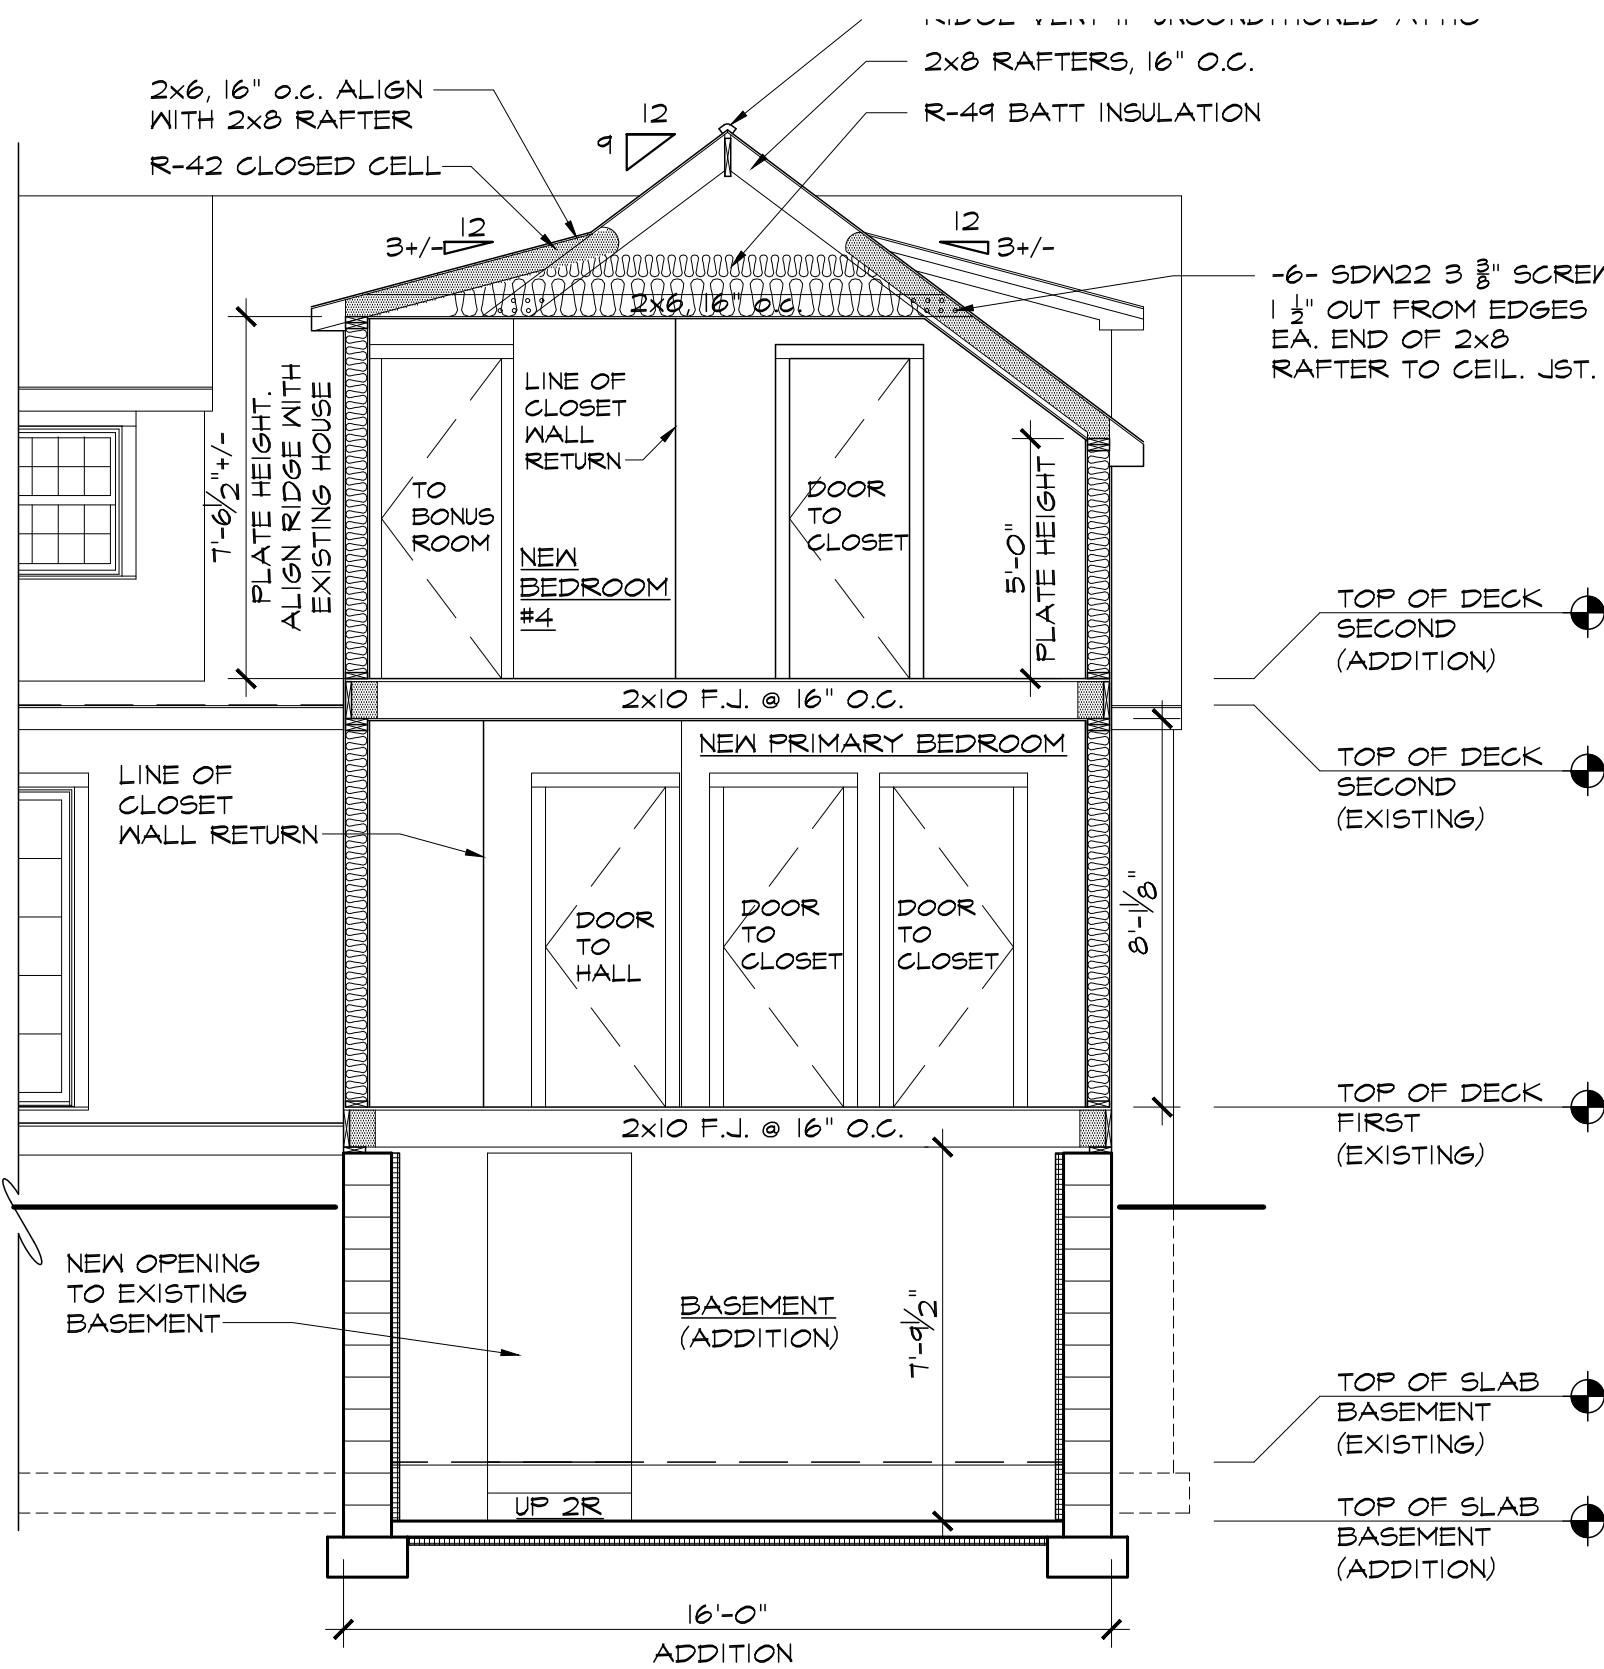 RIDGE VENT IF UNCONDITIONED ATTIC
2x8 RAFTERS, 16" O.C.
R-49 BATT INSULATION
2x6, 16" o.c. ALIGN
WITH 2x8 RAFTER
R-42 CLOSED CELL
12
9
12
3+/-
12
3+/-
-6- SDW22 3 3/8" SCREW
1 1/2" OUT FROM EDGES
EA. END OF 2x8
RAFTER TO CEIL. JST.
2x6, 16" o.c.
7'-6 1/2"+/-
PLATE HEIGHT.
ALIGN RIDGE WITH
EXISTING HOUSE
LINE OF
CLOSET
WALL
RETURN
TO
BONUS
ROOM
NEW
BEDROOM
#4
DOOR
TO
CLOSET
5'-0"
PLATE HEIGHT
TOP OF DECK
SECOND
(ADDITION)
2x10 F.J. @ 16" O.C.
NEW PRIMARY BEDROOM
TOP OF DECK
SECOND
(EXISTING)
LINE OF
CLOSET
WALL RETURN
DOOR
TO
HALL
DOOR
TO
CLOSET
DOOR
TO
CLOSET
8'-1 1/8"
TOP OF DECK
FIRST
(EXISTING)
2x10 F.J. @ 16" O.C.
NEW OPENING
TO EXISTING
BASEMENT
BASEMENT
(ADDITION)
7'-9 1/2"
TOP OF SLAB
BASEMENT
(EXISTING)
UP 2R
TOP OF SLAB
BASEMENT
(ADDITION)
16'-0"
ADDITION